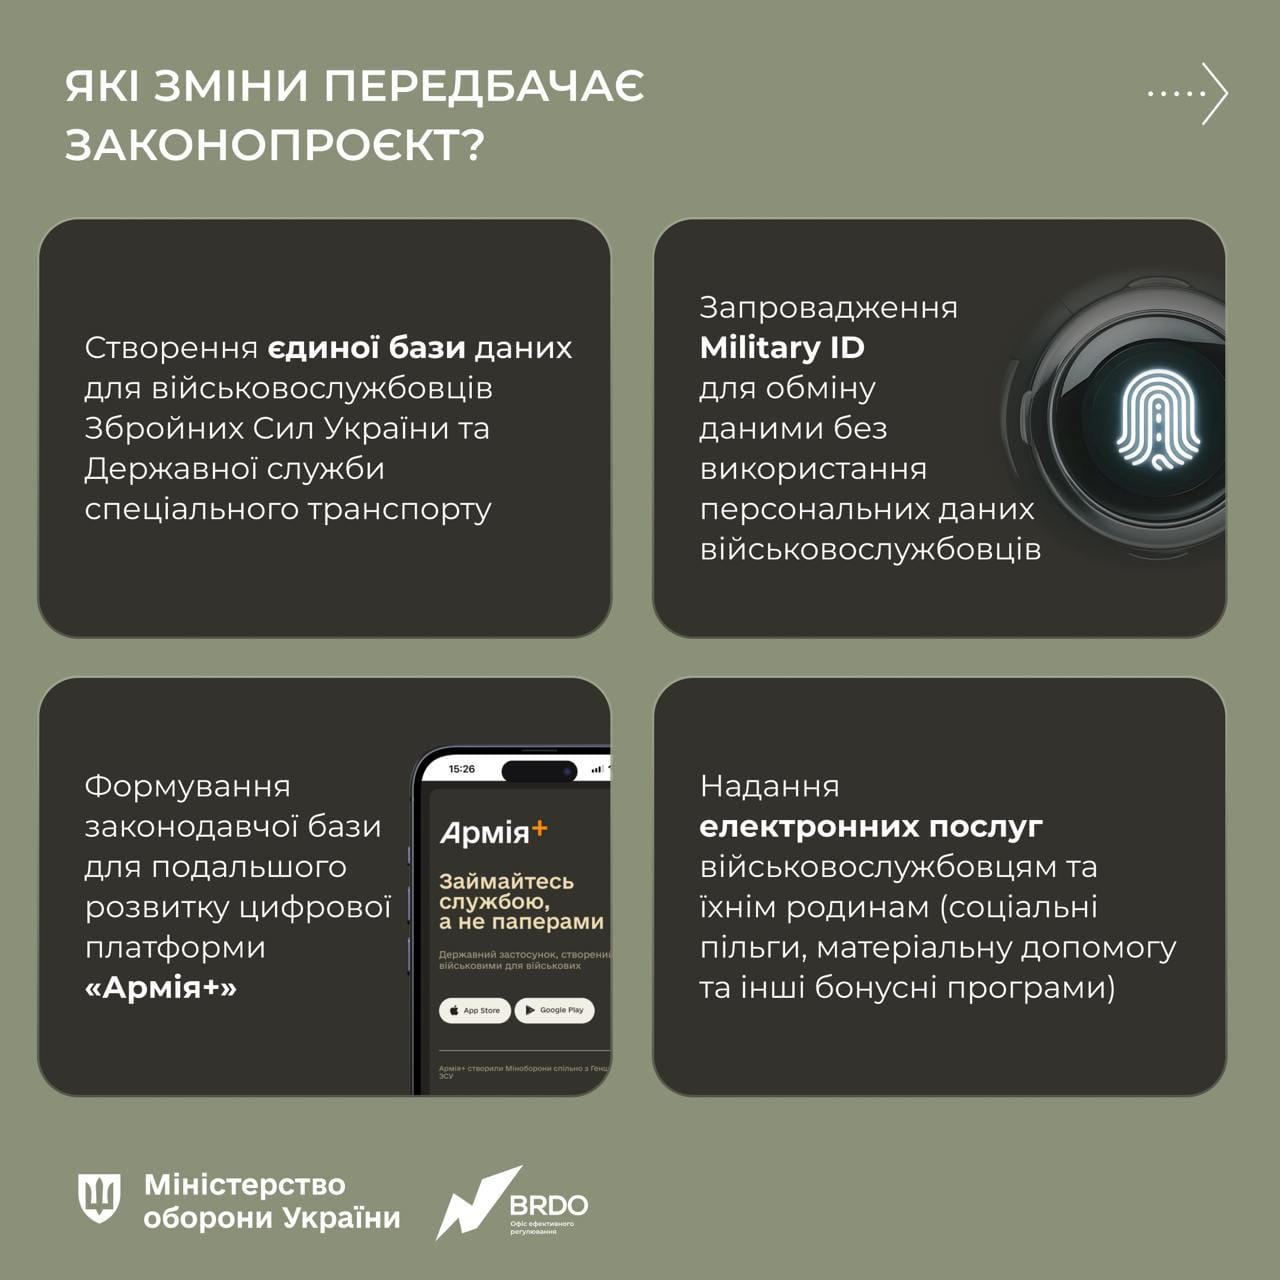 ЯКІ ЗМІНИ ПЕРЕДБАЧАЄ
ЗАКОНОПРОЄКТ?
Створення єдиної бази даних
для військовослужбовців
Збройних Сил України та
Державної служби
спеціального транспорту
Запровадження
Military ID
для обміну
даними без
використання
персональних даних
військовослужбовців
Формування
законодавчої бази
для подальшого
розвитку цифрової
платформи
«Армія+»
15:26
Армія+
Займайтесь
службою,
а не паперами
Державний застосунок, створений
військовими для військових
App Store
Google Play
Армія+ створили Міноборони спільно з
ЗСУ
Надання
електронних послуг
військовослужбовцям та
їхнім родинам (соціальні
пільги, матеріальну допомогу
та інші бонусні програми)
Міністерство
оборони України
BRDO
Офіс ефективного
регулювання